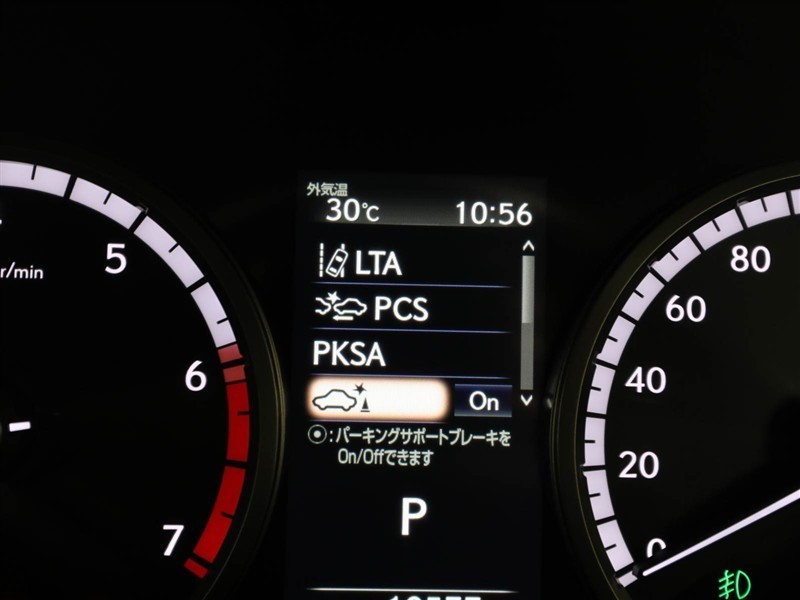 外気温
30℃ 10:56
LTA
PCS
PKSA
On
:パーキングサポートブレーキを
On/Offできます
P
5
6
7
r/min
80
60
40
20
0